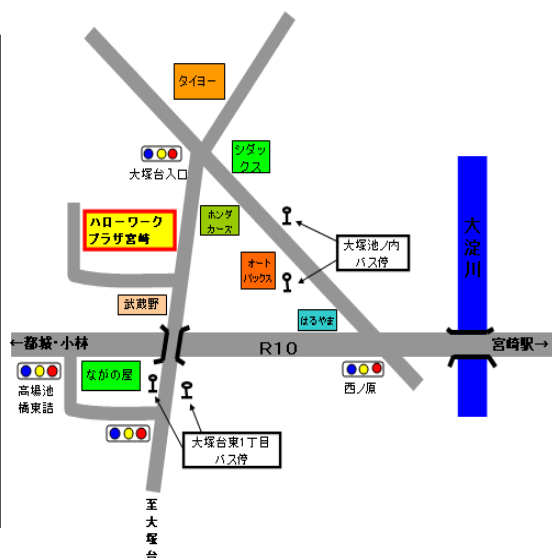 タイヨー
シダッ
クス
大塚台入口
ハローワーク
プラザ宮崎
ホンダ
カーズ
大塚池ノ内
バス停
大淀川
オート
バックス
武蔵野
はるやま
←都城・小林
R10
宮崎駅→
ながの屋
高場池
橋東詰
西ノ原
大塚台東1丁目
バス停
至大塚台